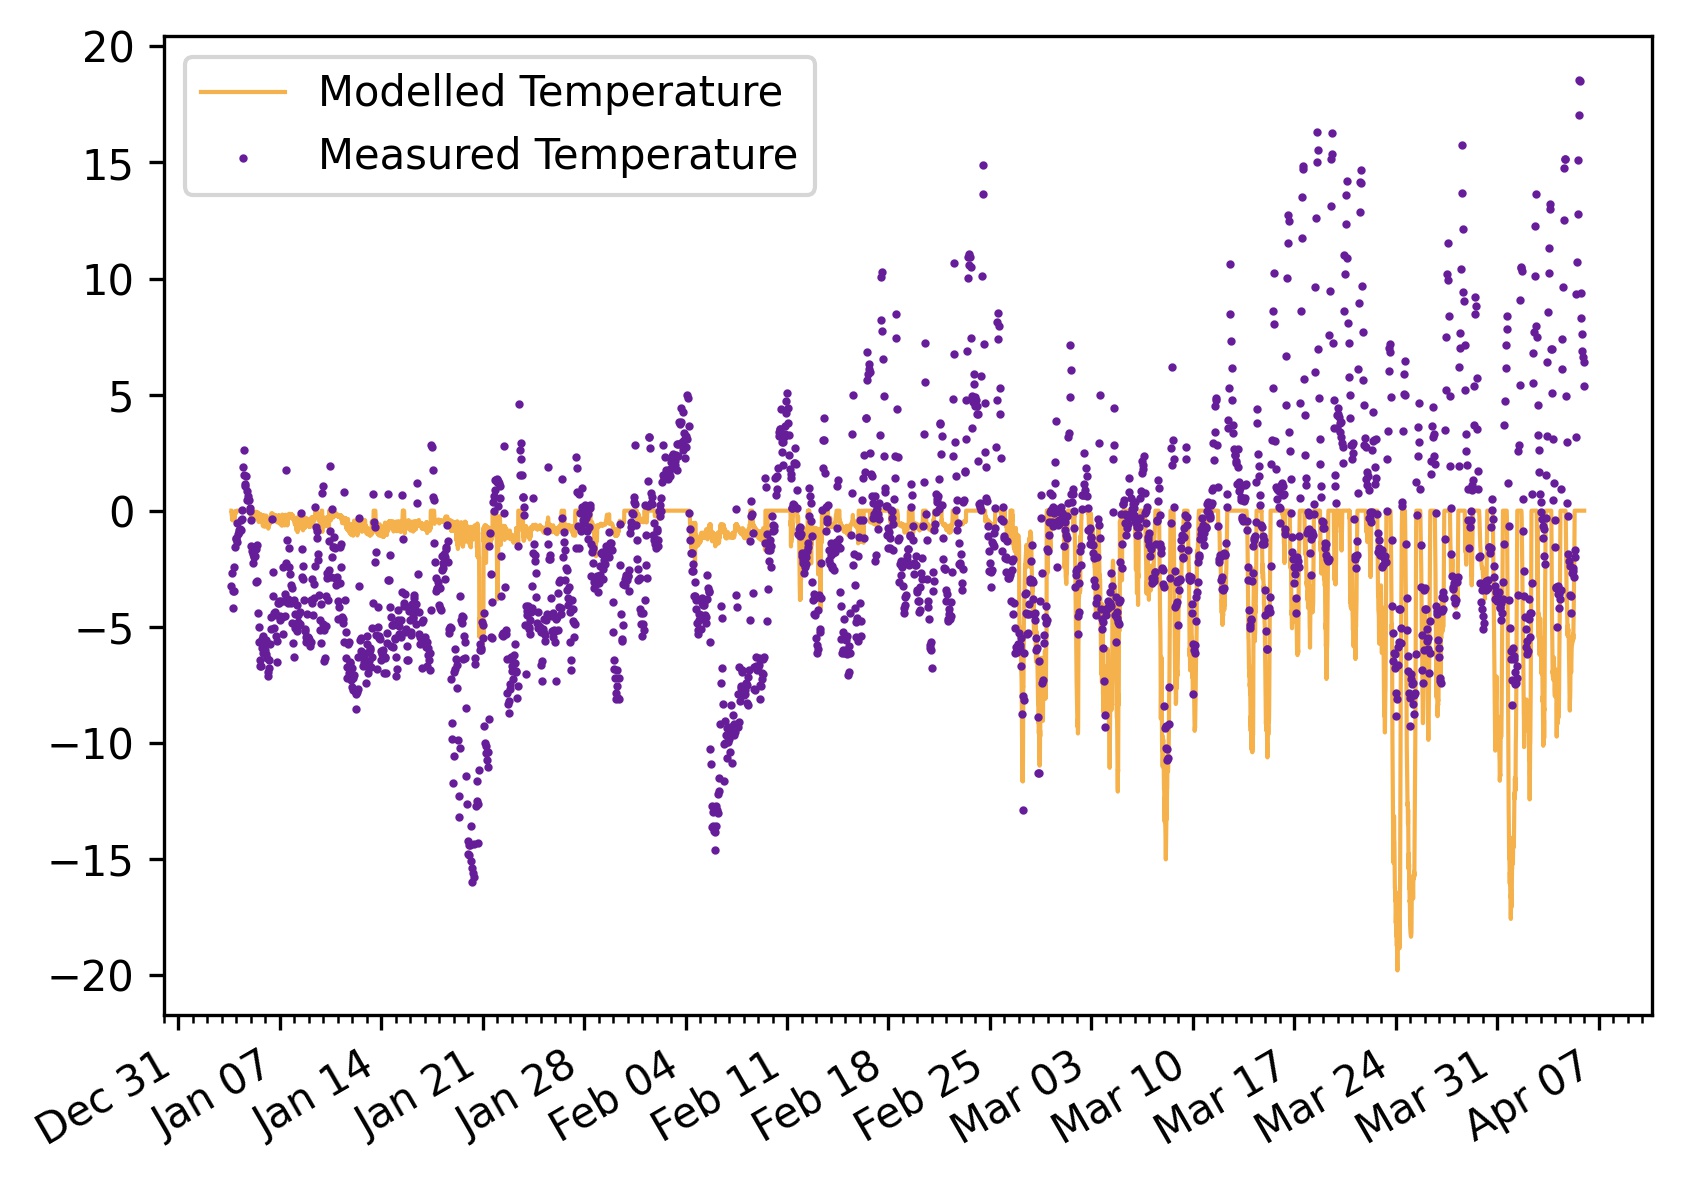 Modelled Temperature
Measured Temperature
20
15
10
5
0
−5
−10
−15
−20
Dec 31
Jan 07
Jan 14
Jan 21
Jan 28
Feb 04
Feb 11
Feb 18
Feb 25
Mar 03
Mar 10
Mar 17
Mar 24
Mar 31
Apr 07